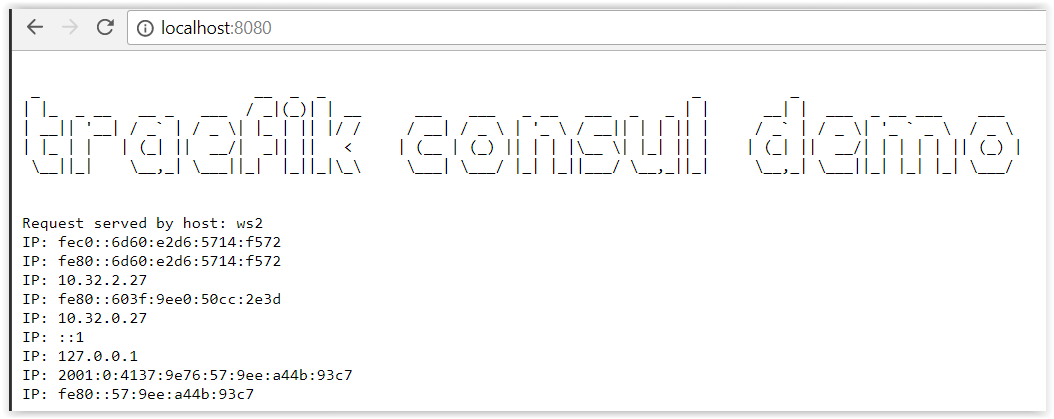 localhost:8080
traefik consul demo
Request served by host: ws2
IP: fec0::6d60:e2d6:5714:f572
IP: fe80::6d60:e2d6:5714:f572
IP: 10.32.2.27
IP: fe80::603f:9ee0:50cc:2e3d
IP: 10.32.0.27
IP: ::1
IP: 127.0.0.1
IP: 2001:0:4137:9e76:57:9ee:a44b:93c7
IP: fe80::57:9ee:a44b:93c7